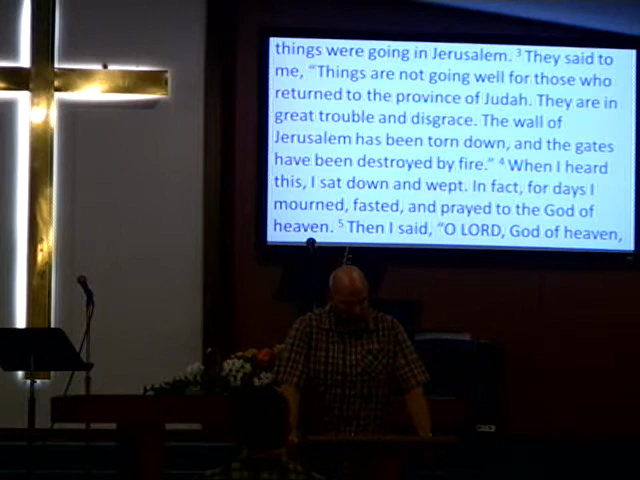 things were going in Jerusalem. ³ They said to
me, “Things are not going well for those who
returned to the province of Judah. They are in
great trouble and disgrace. The wall of
Jerusalem has been torn down, and the gates
have been destroyed by fire.” ⁴ When I heard
this, I sat down and wept. In fact, for days I
mourned, fasted, and prayed to the God of
heaven. ⁵ Then I said, “O LORD, God of heaven,